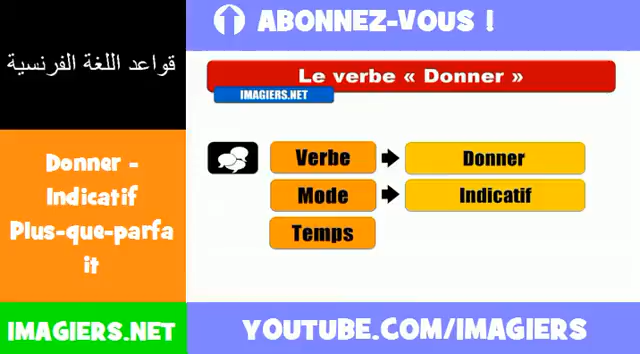 قواعد اللغة الفرنسية
Donner -
Indicatif
Plus-que-parfa
it
IMAGIERS.NET
ABONNEZ-VOUS !
Le verbe « Donner »
IMAGIERS.NET
Verbe Donner
Mode Indicatif
Temps
YOUTUBE.COM/IMAGIERS